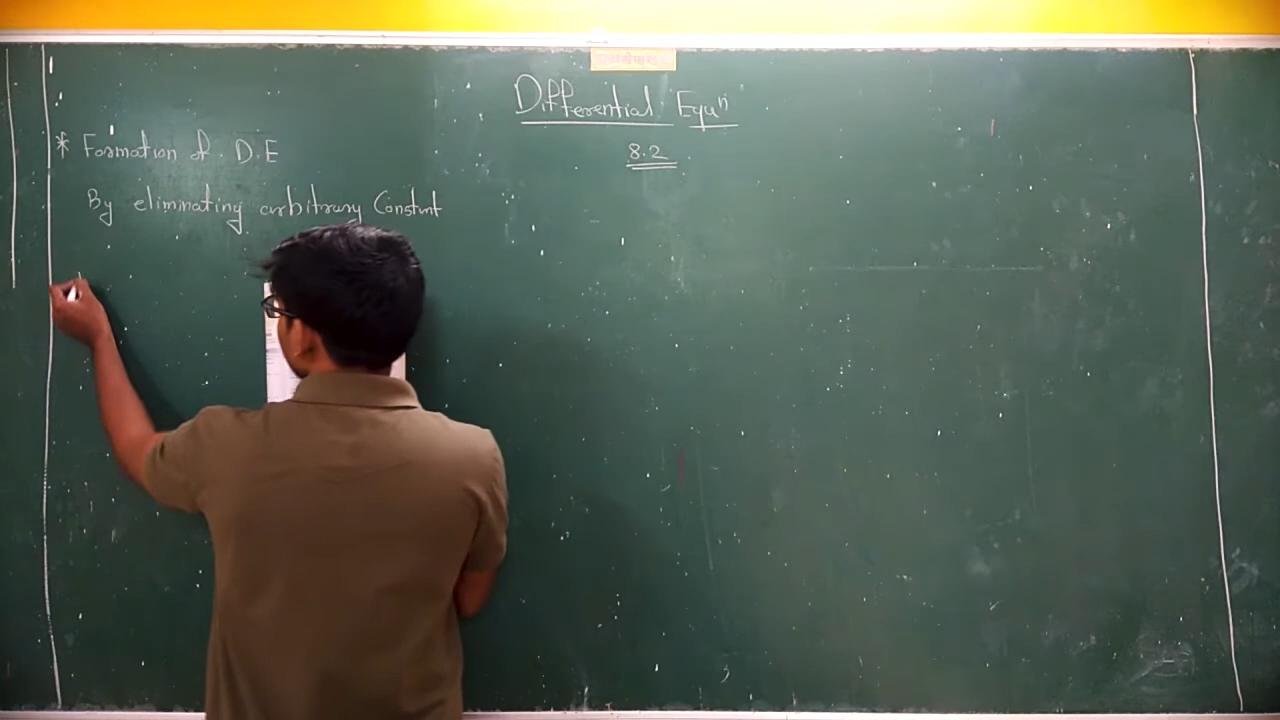 Differential Equⁿ
8.2
* Formation of D.E
By eliminating arbitrary Constant